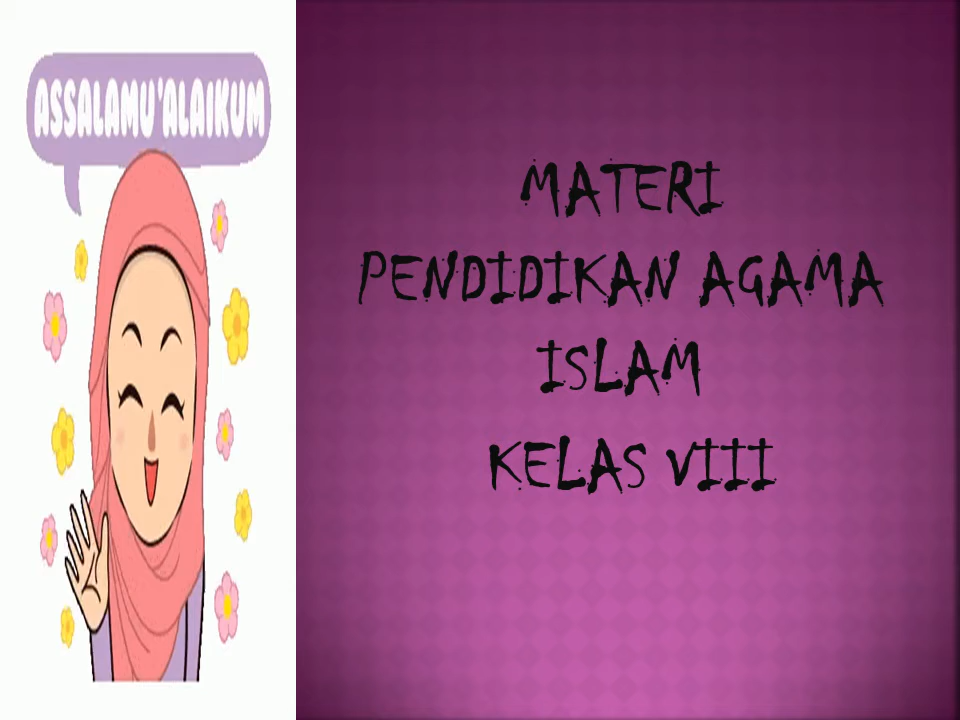 ASSALAMU'ALAIKUM
MATERI
PENDIDIKAN AGAMA
ISLAM
KELAS VIII